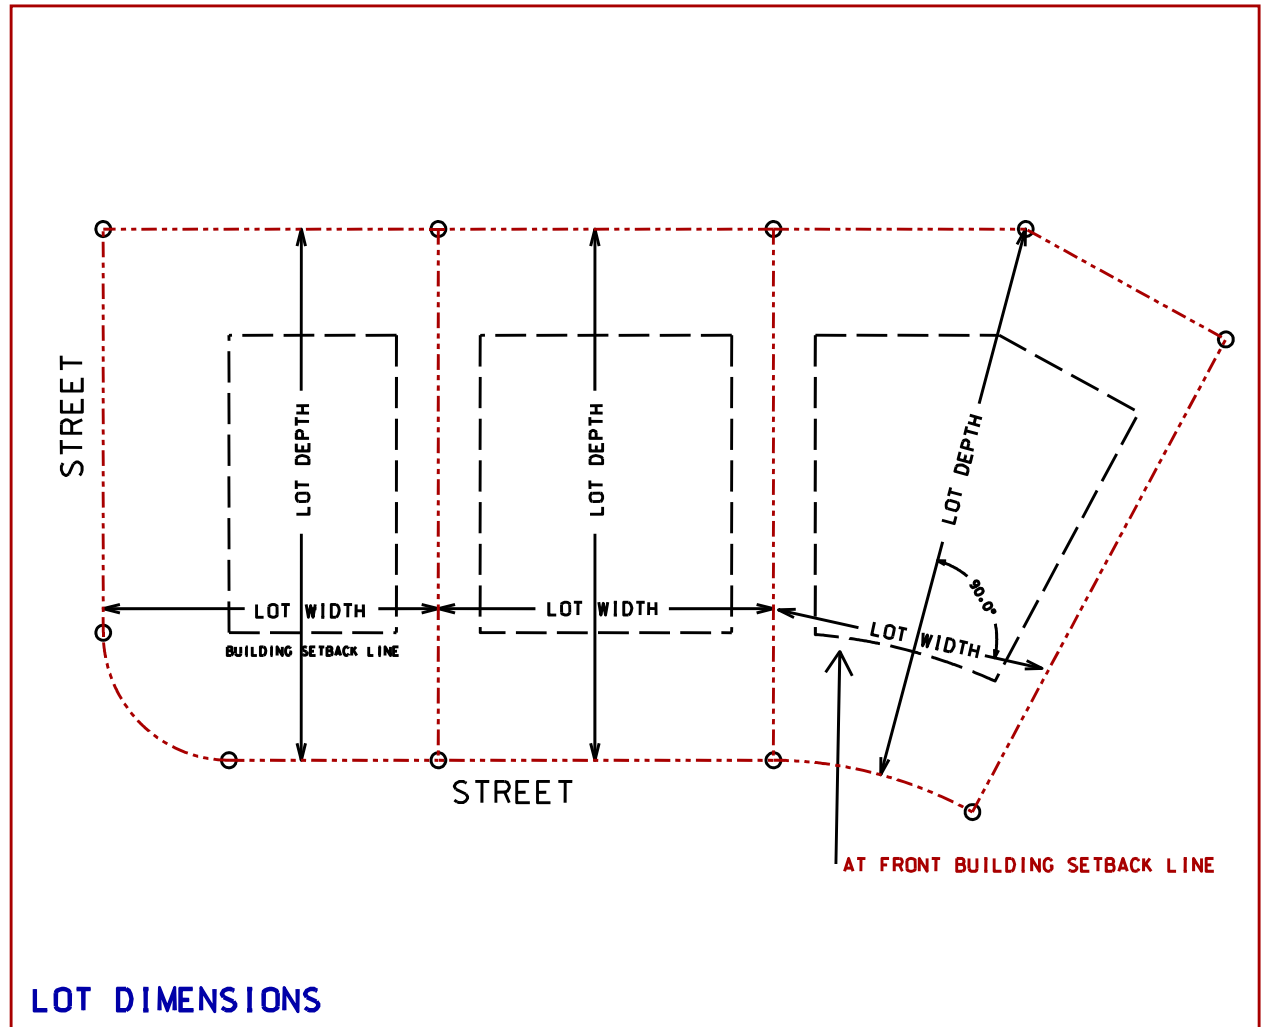 STREET
LOT DEPTH
LOT DEPTH
LOT DEPTH
90.0°
LOT WIDTH
LOT WIDTH
LOT WIDTH
BUILDING SETBACK LINE
STREET
AT FRONT BUILDING SETBACK LINE
LOT DIMENSIONS